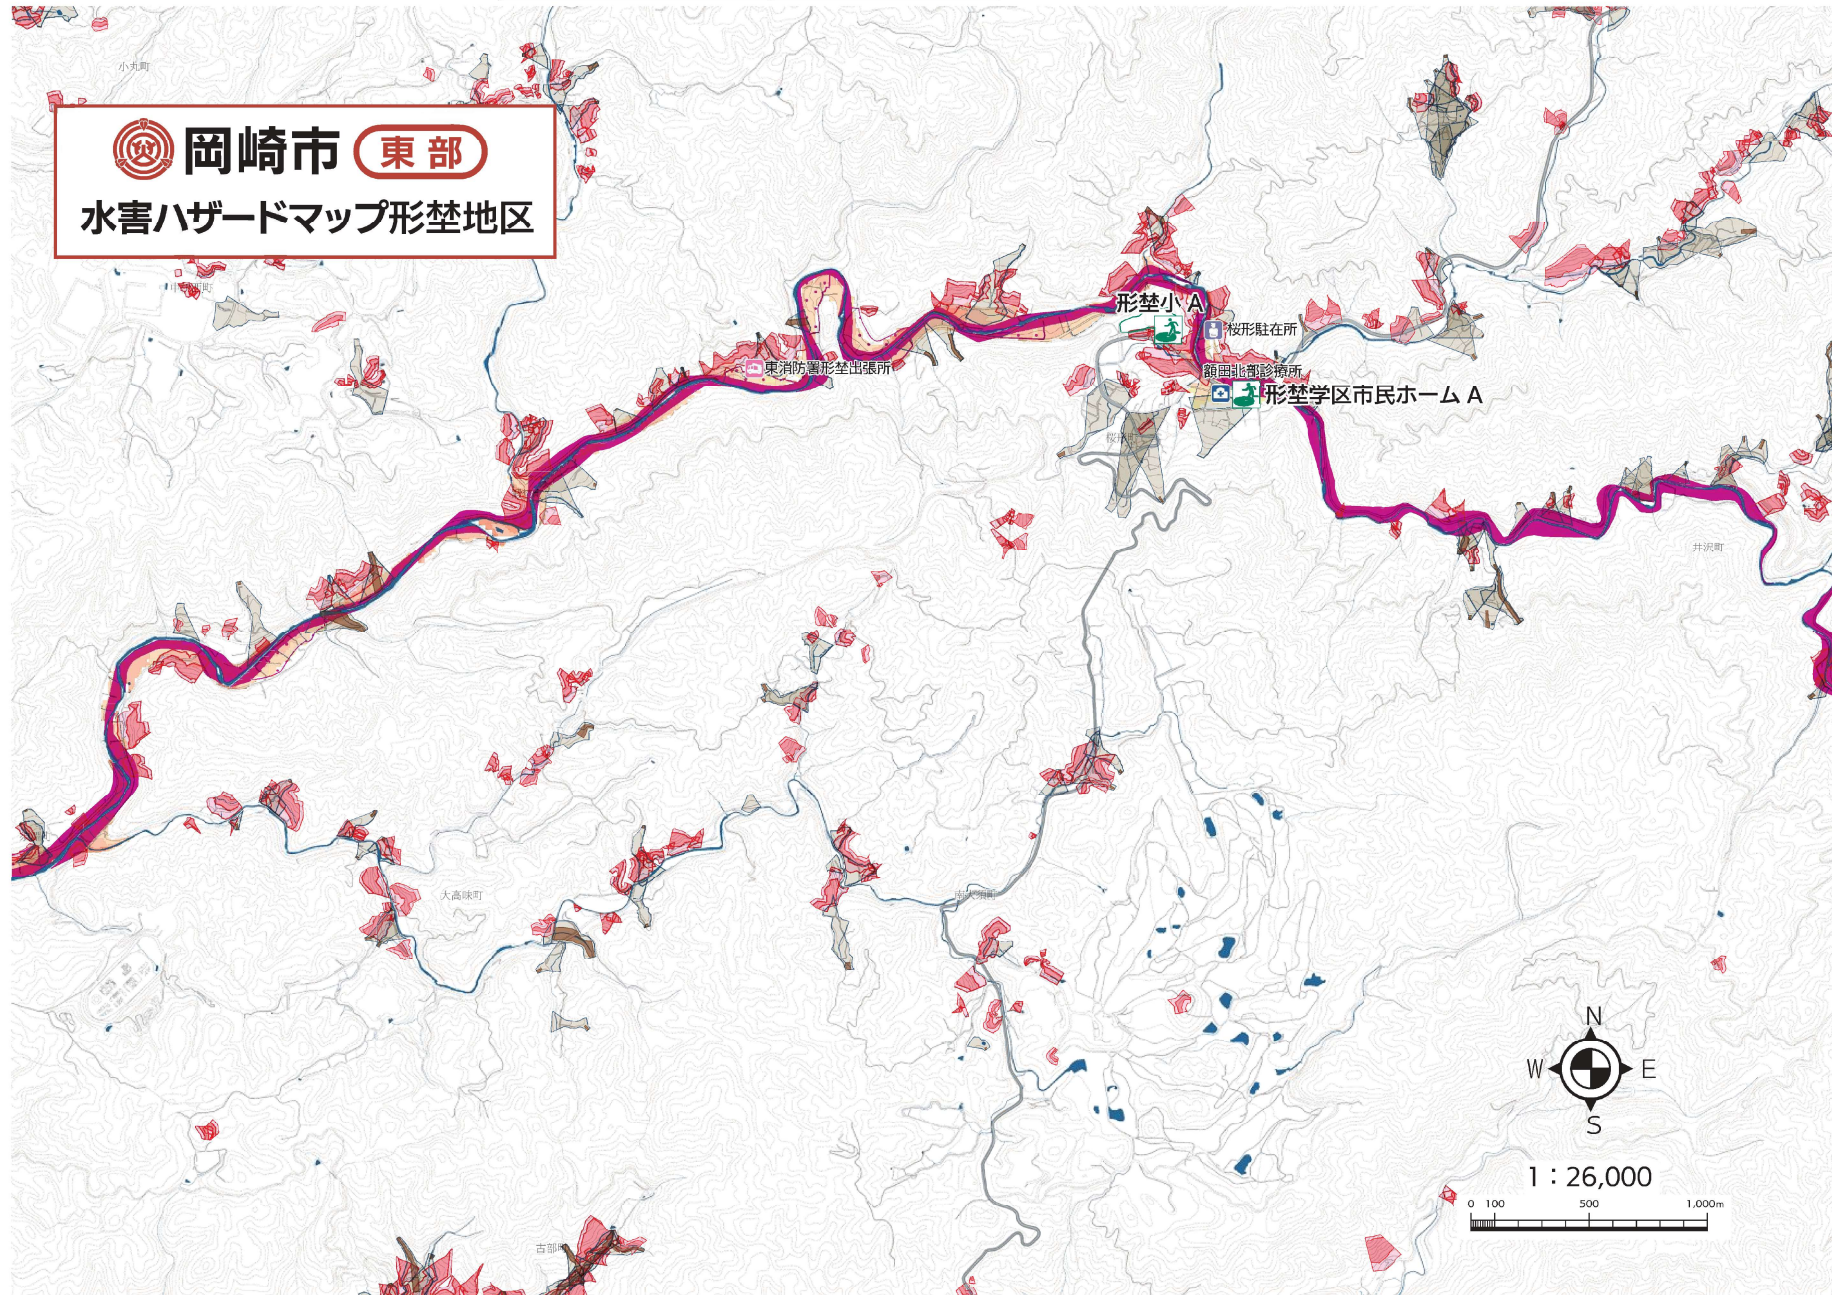 小丸町
岡崎市 東部
水害ハザードマップ形埜地区
形埜小 A
桜形駐在所
東消防署形埜出張所
額田北部診療所
形埜学区市民ホーム A
井沢町
大高味町
古部町
N
W E
S
1：26,000
0 100 500 1,000m